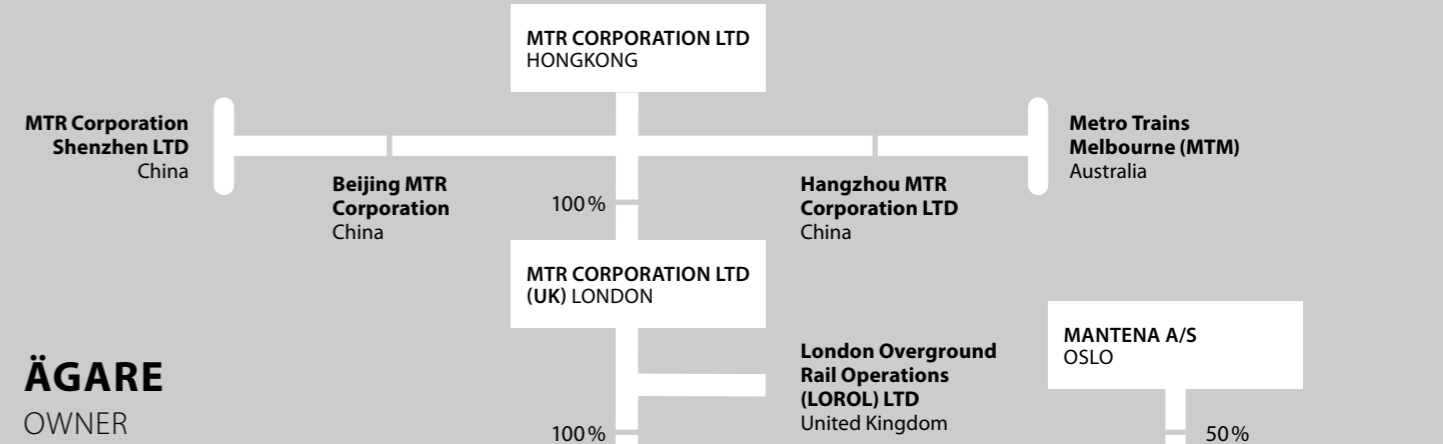 MTR CORPORATION LTD
HONGKONG
MTR Corporation
Shenzhen LTD
China
Metro Trains
Melbourne (MTM)
Australia
Beijing MTR
Corporation
China
Hangzhou MTR
Corporation LTD
China
100%
MTR CORPORATION LTD
(UK) LONDON
MANTENA A/S
OSLO
London Overground
Rail Operations
(LOROL) LTD
United Kingdom
ÄGARE
OWNER
100%
50%